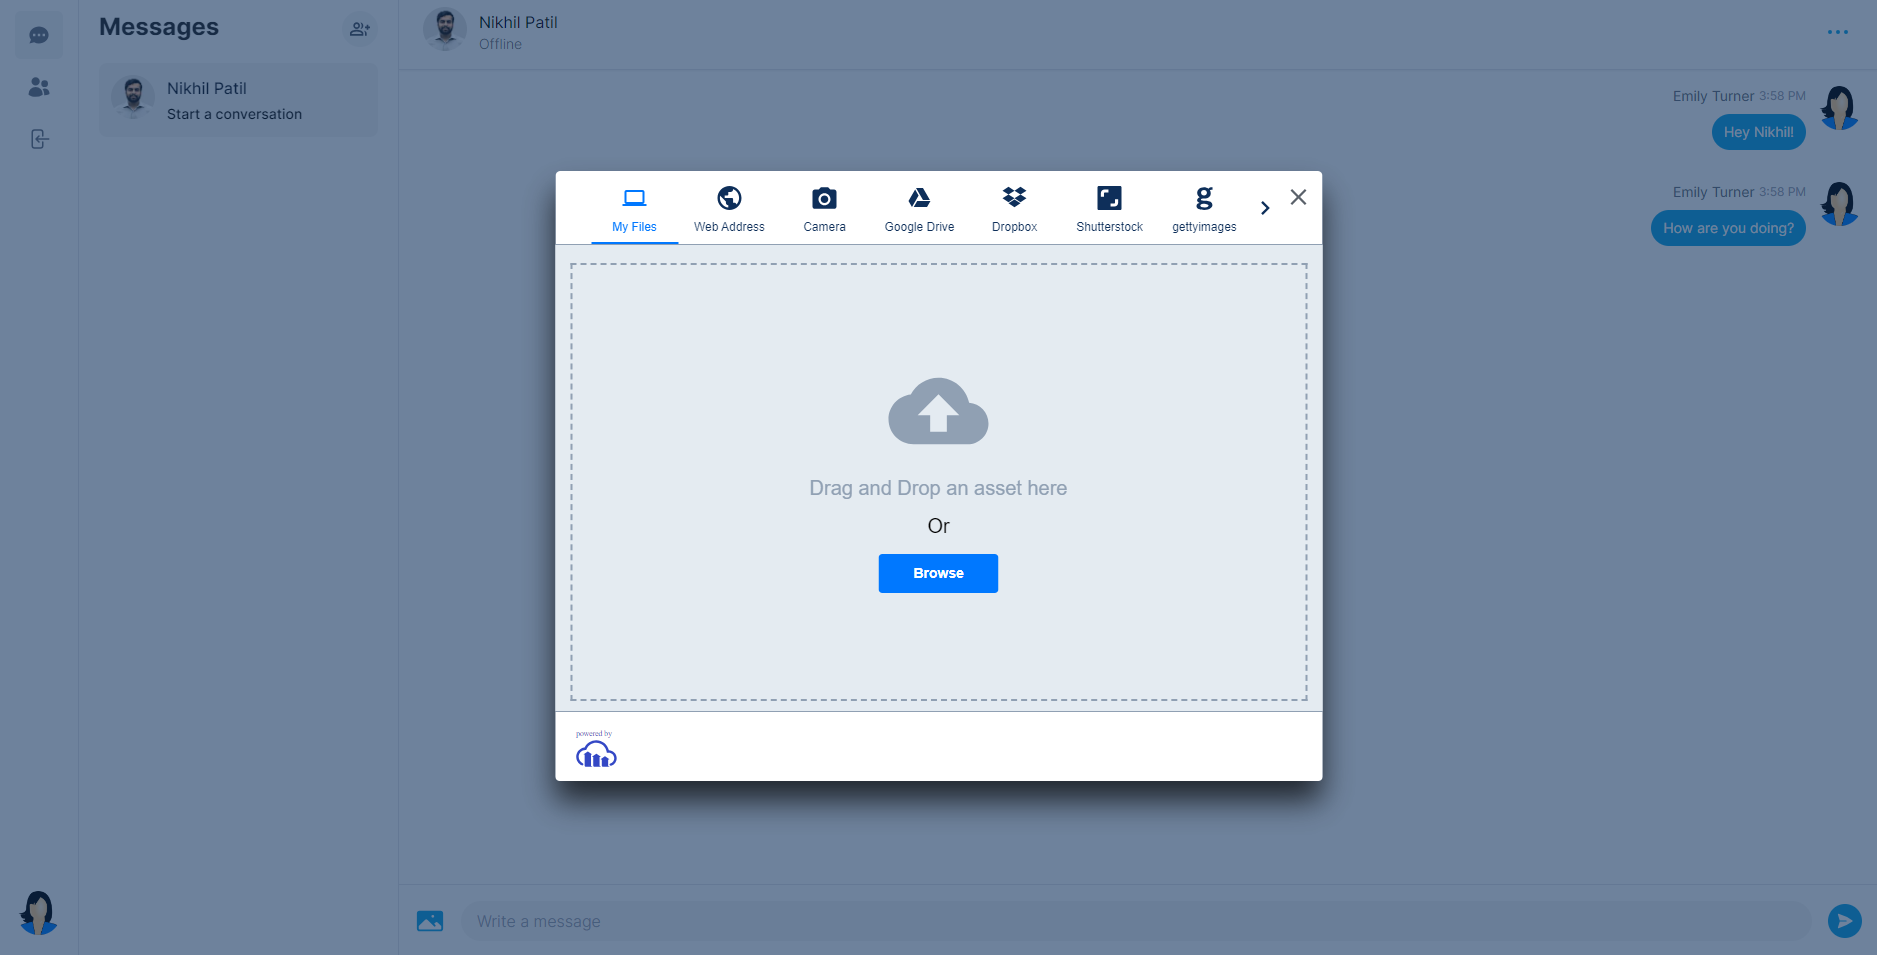 Messages
Nikhil Patil
Start a conversation
Nikhil Patil
Offline
Emily Turner 3:58 PM
Hey Nikhil!
Emily Turner 3:58 PM
How are you doing?
My Files
Web Address
Camera
Google Drive
Dropbox
Shutterstock
gettyimages
Drag and Drop an asset here
Or
Browse
powered by
Write a message